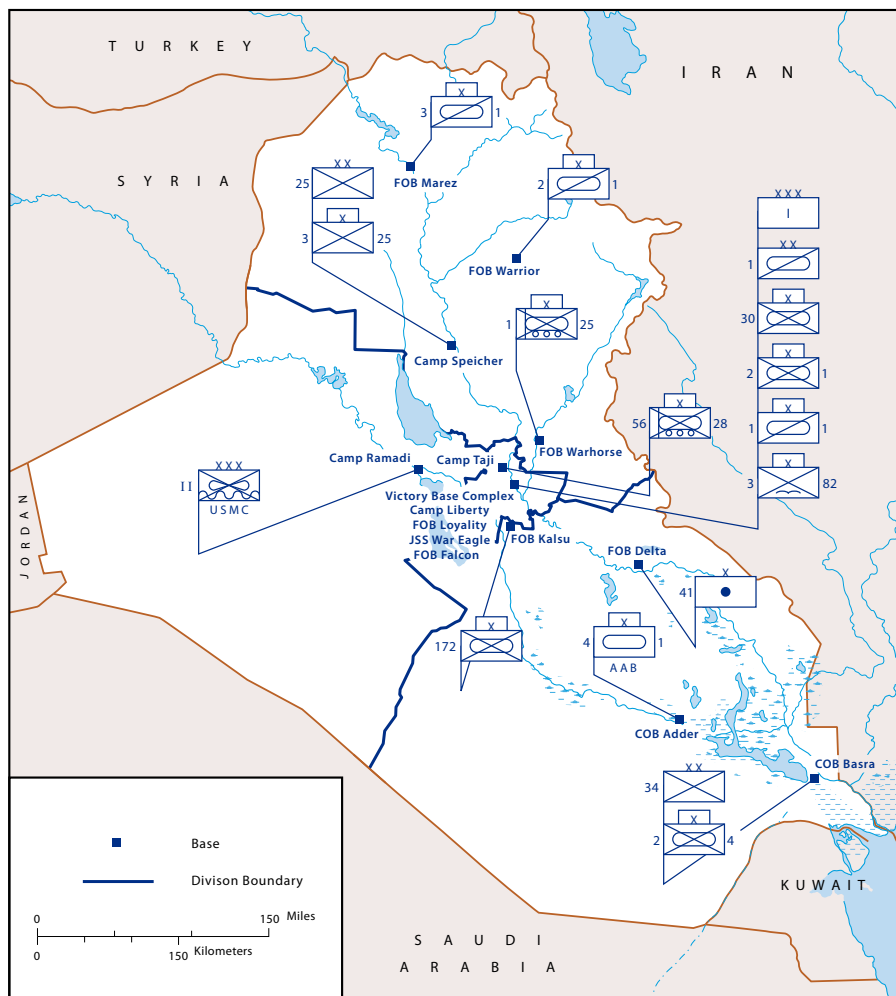 TURKEY
IRAN
SYRIA
X
3 1
FOB Marez
XX
25
X
3 25
X
2 1
FOB Warrior
XXX
I
XX
1
X
30
X
2 1
X
1 1
X
3 82
X
1 25
Camp Speicher
X
56 28
FOB Warhorse
Camp Ramadi
Camp Taji
XXX
II
USMC
Victory Base Complex
Camp Liberty
FOB Loyality
JSS War Eagle
FOB Falcon
FOB Kalsu
JORDAN
FOB Delta
X
41
X
172
X
4 1
AAB
COB Adder
COB Basra
XX
34
X
2 4
KUWAIT
SAUDI
ARABIA
Base
Divison Boundary
0 150 Miles
0 150 Kilometers